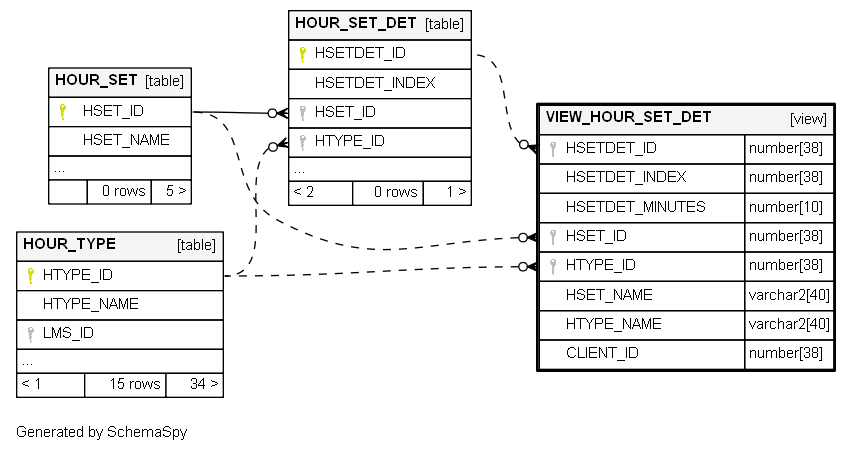 HOUR_SET_DET [table]
HSETDET_ID
HSETDET_INDEX
HSET_ID
HTYPE_ID
...
< 2 0 rows 1 >
HOUR_SET [table]
HSET_ID
HSET_NAME
...
0 rows 5 >
HOUR_TYPE [table]
HTYPE_ID
HTYPE_NAME
LMS_ID
...
< 1 15 rows 34 >
VIEW_HOUR_SET_DET [view]
HSETDET_ID number[38]
HSETDET_INDEX number[38]
HSETDET_MINUTES number[10]
HSET_ID number[38]
HTYPE_ID number[38]
HSET_NAME varchar2[40]
HTYPE_NAME varchar2[40]
CLIENT_ID number[38]
Generated by SchemaSpy